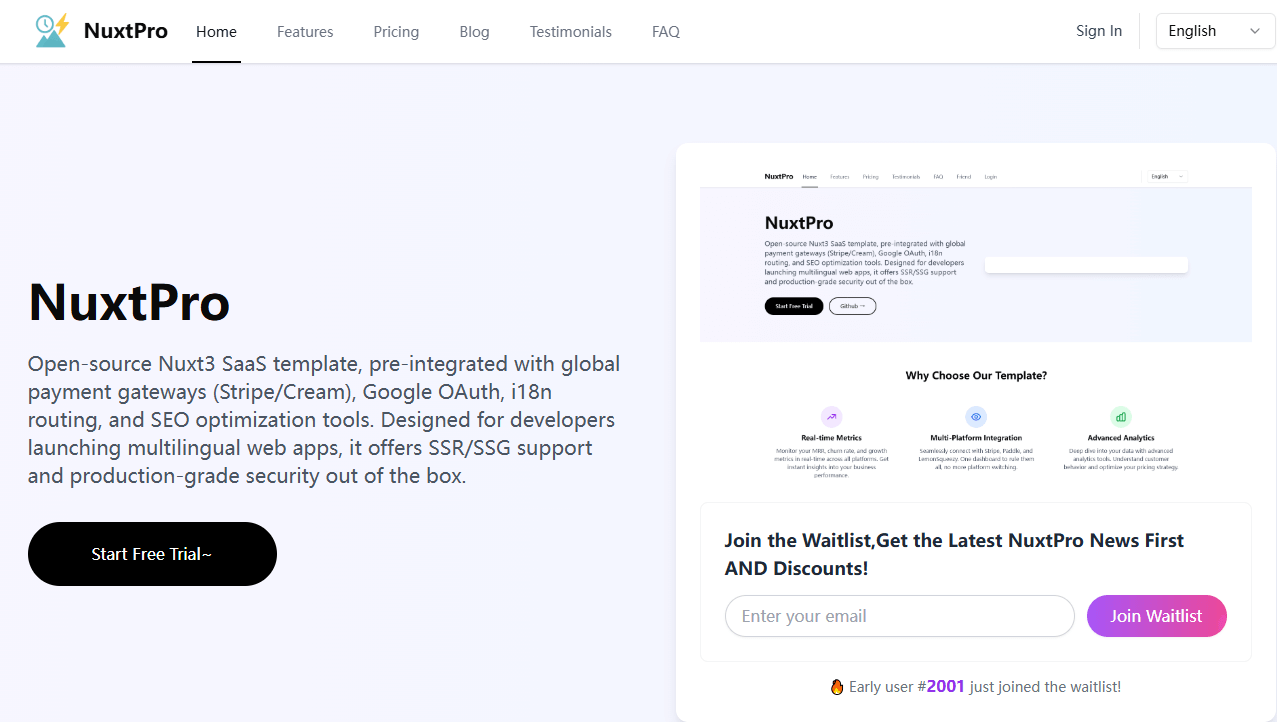 NuxtPro Home Features Pricing Blog Testimonials FAQ Sign In English
NuxtPro
Open-source Nuxt3 SaaS template, pre-integrated with global
payment gateways (Stripe/Cream), Google OAuth, i18n
routing, and SEO optimization tools. Designed for developers
launching multilingual web apps, it offers SSR/SSG support
and production-grade security out of the box.
Start Free Trial~
NuxtPro Home Features Pricing Testimonials FAQ Friend Login English
NuxtPro
Open-source Nuxt3 SaaS template, pre-integrated with global
payment gateways (Stripe/Cream), Google OAuth, i18n
routing, and SEO optimization tools. Designed for developers
launching multilingual web apps, it offers SSR/SSG support
and production-grade security out of the box.
Start Free Trial Github →
Why Choose Our Template?
Real-time Metrics
Monitor your MRR, churn rate, and growth
metrics in real-time across all platforms. Get
instant insights into your business
performance.
Multi-Platform Integration
Seamlessly connect with Stripe, Paddle, and
LemonSqueezy. One dashboard to rule them
all, no more platform switching.
Advanced Analytics
Deep dive into your data with advanced
analytics tools. Understand customer
behavior and optimize your pricing strategy.
Join the Waitlist,Get the Latest NuxtPro News First
AND Discounts!
Enter your email Join Waitlist
🔥 Early user #2001 just joined the waitlist!